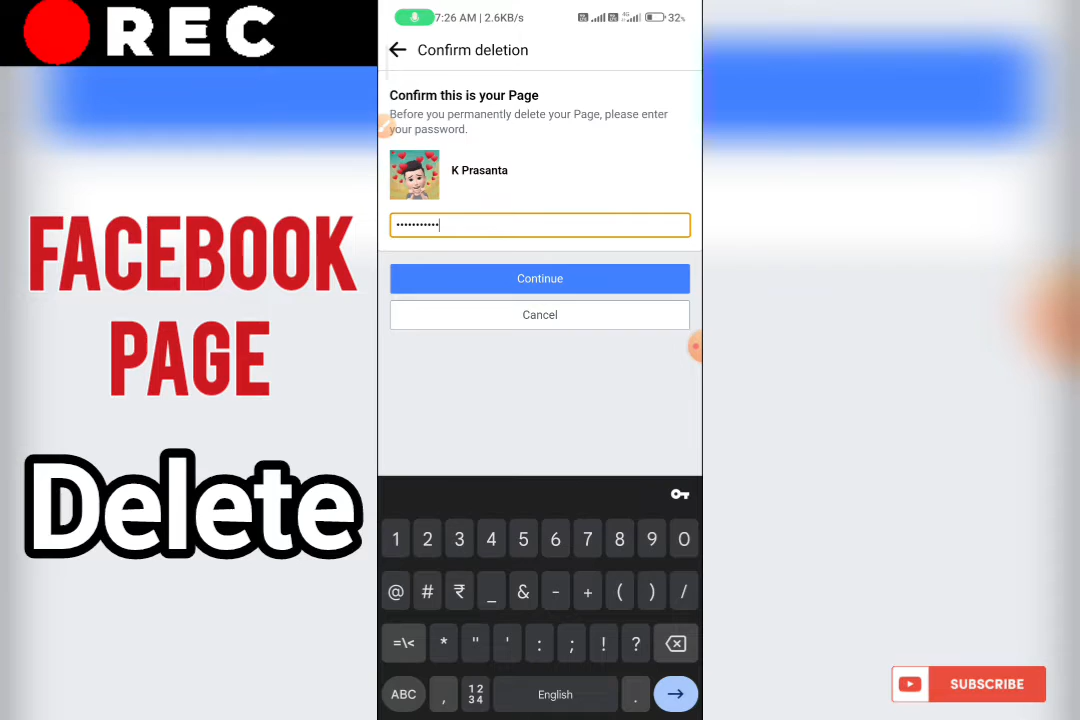 REC
FACEBOOK
PAGE
Delete
7:26 AM | 2.6KB/s
32%
Confirm deletion
Confirm this is your Page
Before you permanently delete your Page, please enter
your password.
K Prasanta
•••••••••••
Continue
Cancel
1 2 3 4 5 6 7 8 9 0
@ # ₹ _ & - + ( ) /
=\< * " ' : ; ! ?
ABC , 12 34 English .
SUBSCRIBE